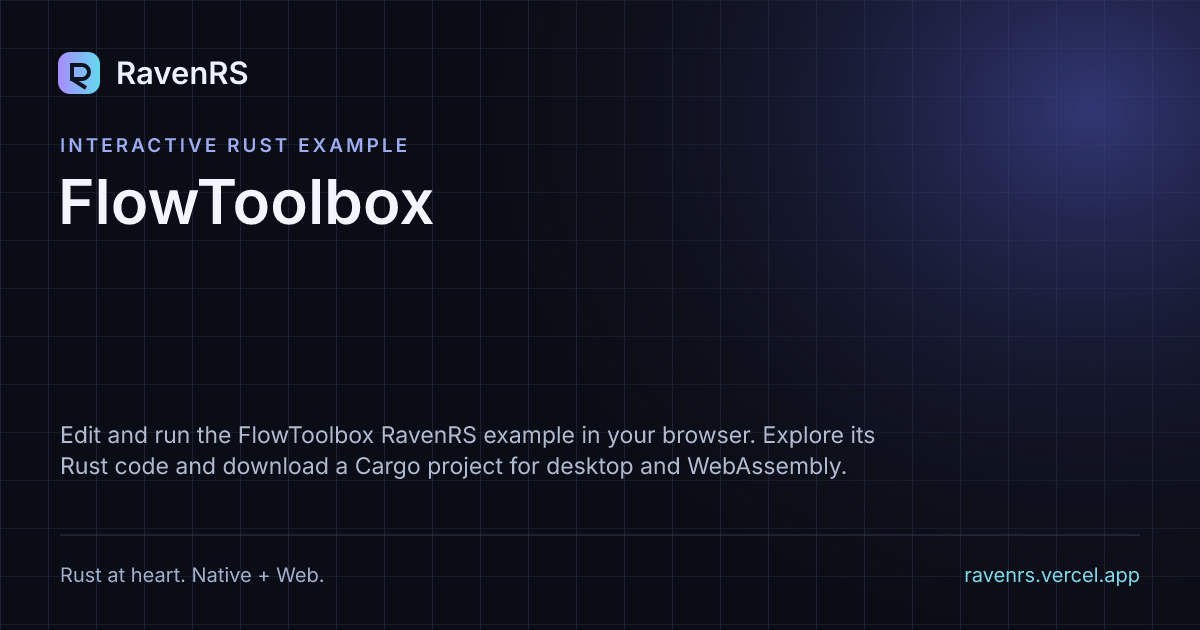 RavenRS
INTERACTIVE RUST EXAMPLE
FlowToolbox
Edit and run the FlowToolbox RavenRS example in your browser. Explore its
Rust code and download a Cargo project for desktop and WebAssembly.
Rust at heart. Native + Web.
ravenrs.vercel.app